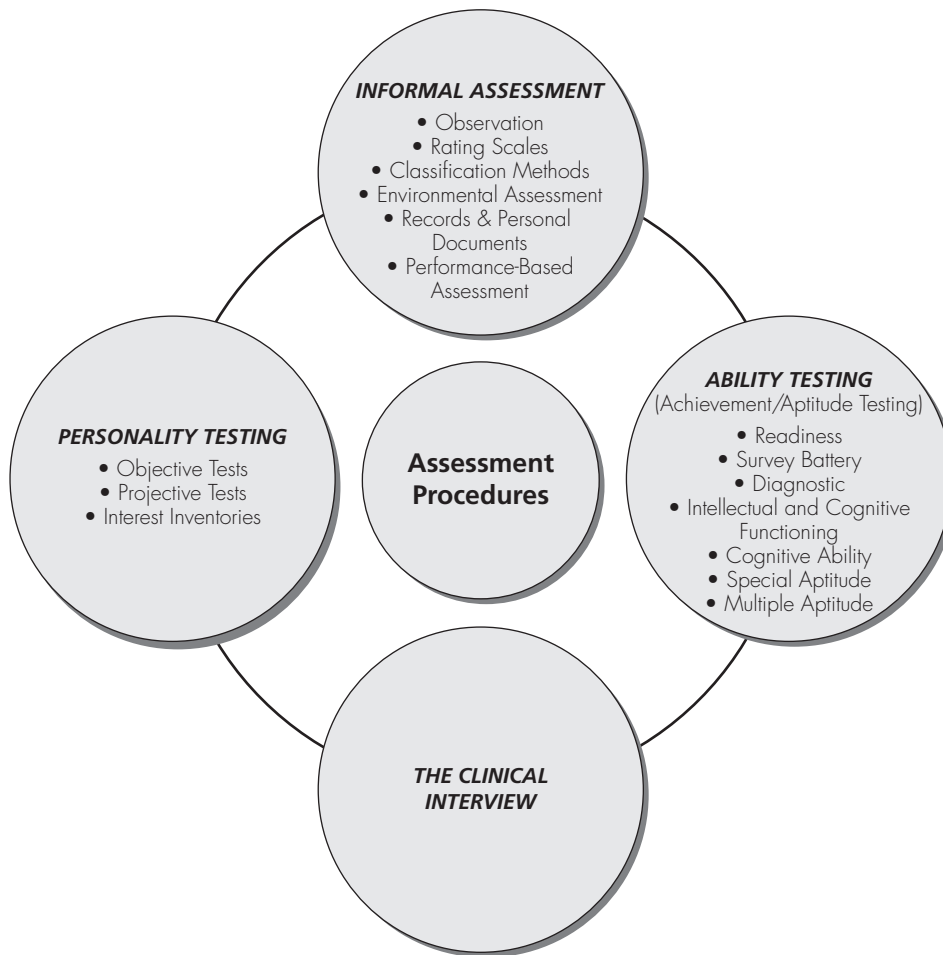 INFORMAL ASSESSMENT
• Observation
• Rating Scales
• Classification Methods
• Environmental Assessment
• Records & Personal
Documents
• Performance-Based
Assessment
PERSONALITY TESTING
• Objective Tests
• Projective Tests
• Interest Inventories
Assessment
Procedures
ABILITY TESTING
(Achievement/Aptitude Testing)
• Readiness
• Survey Battery
• Diagnostic
• Intellectual and Cognitive
Functioning
• Cognitive Ability
• Special Aptitude
• Multiple Aptitude
THE CLINICAL
INTERVIEW